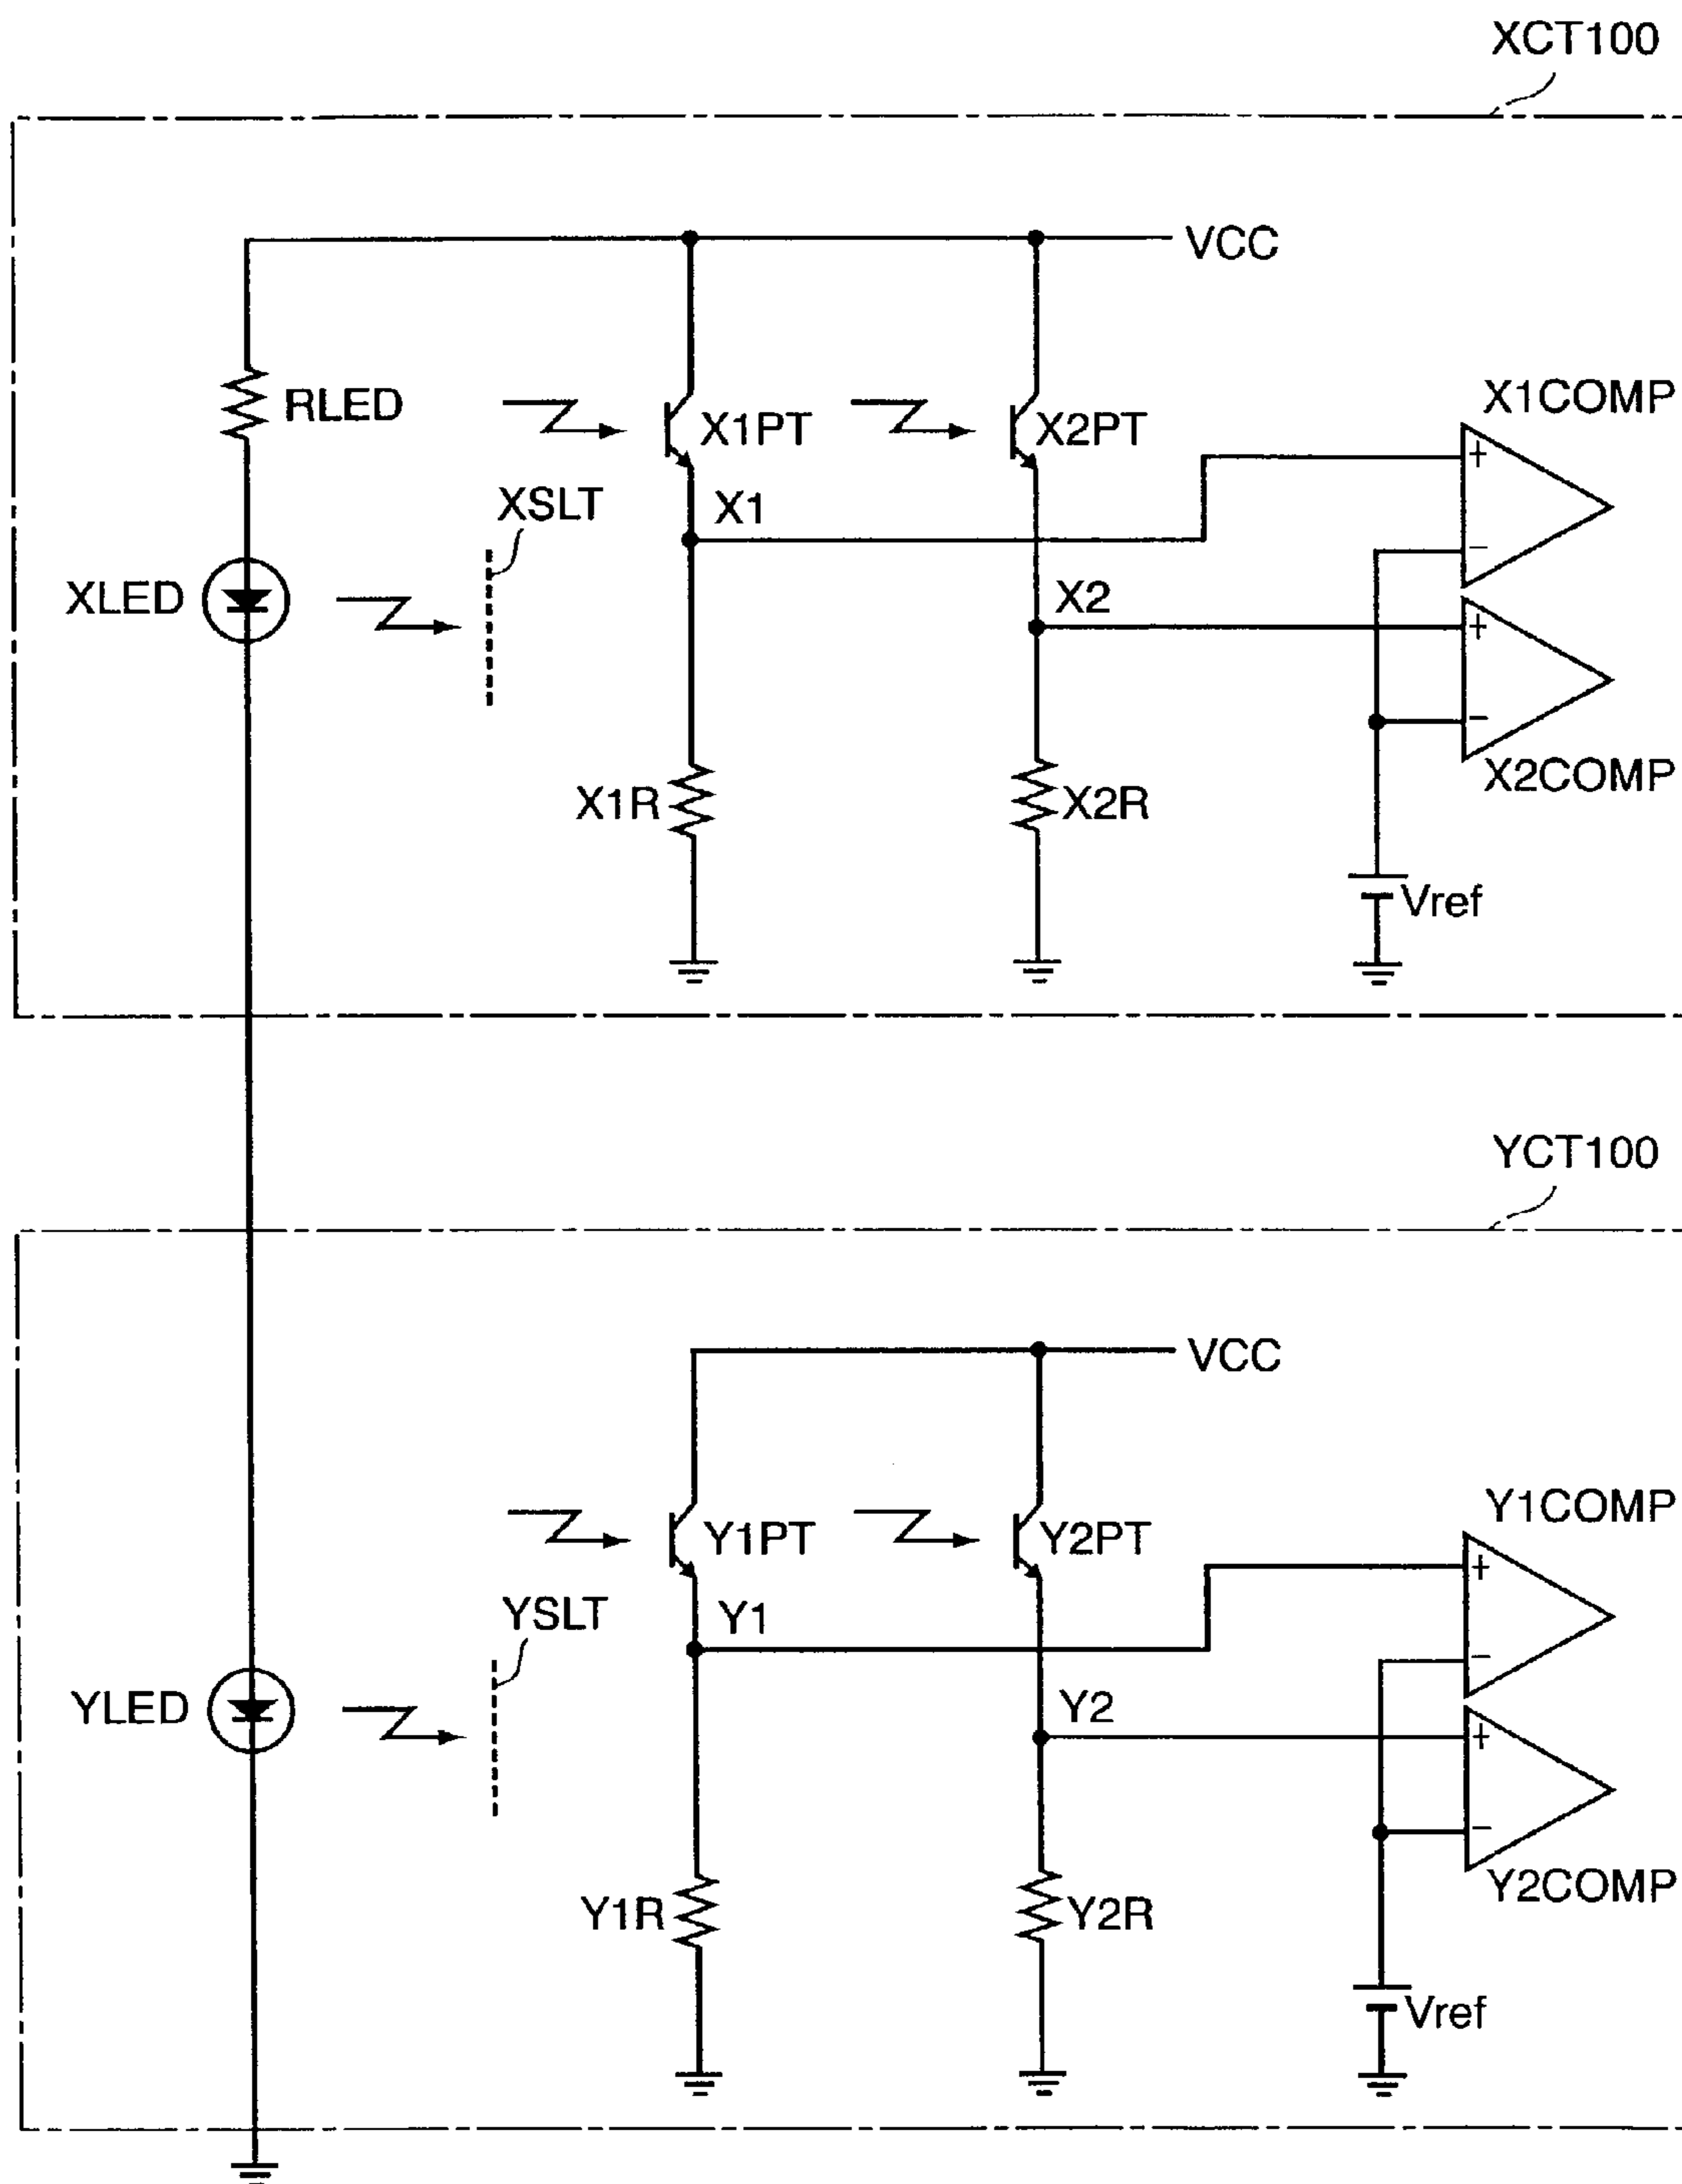 XCT100
VCC
RLED
X1PT
X2PT
X1COMP
XSLT
X1
+
−
XLED
X2
+
−
X1R
X2R
X2COMP
Vref
YCT100
VCC
Y1PT
Y2PT
Y1COMP
YSLT
Y1
+
−
YLED
Y2
+
−
Y1R
Y2R
Y2COMP
Vref